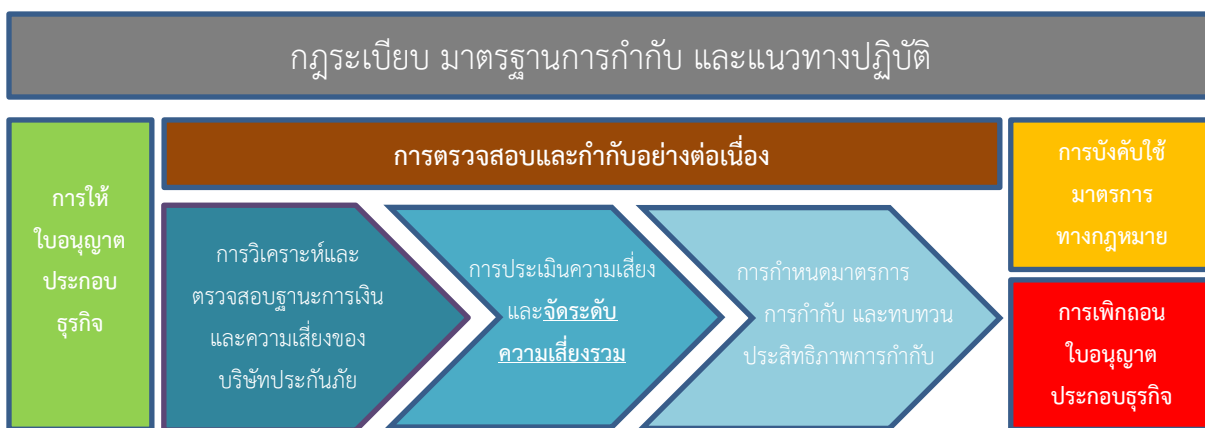 กฎระเบียบ มาตรฐานการกำกับ และแนวทางปฏิบัติ
การให้
ใบอนุญาต
ประกอบ
ธุรกิจ
การตรวจสอบและกำกับอย่างต่อเนื่อง
การวิเคราะห์และ
ตรวจสอบฐานะการเงิน
และความเสี่ยงของ
บริษัทประกันภัย
การประเมินความเสี่ยง
และจัดระดับ
ความเสี่ยงรวม
การกำหนดมาตรการ
การกำกับ และทบทวน
ประสิทธิภาพการกำกับ
การบังคับใช้
มาตรการ
ทางกฎหมาย
การเพิกถอน
ใบอนุญาต
ประกอบธุรกิจ